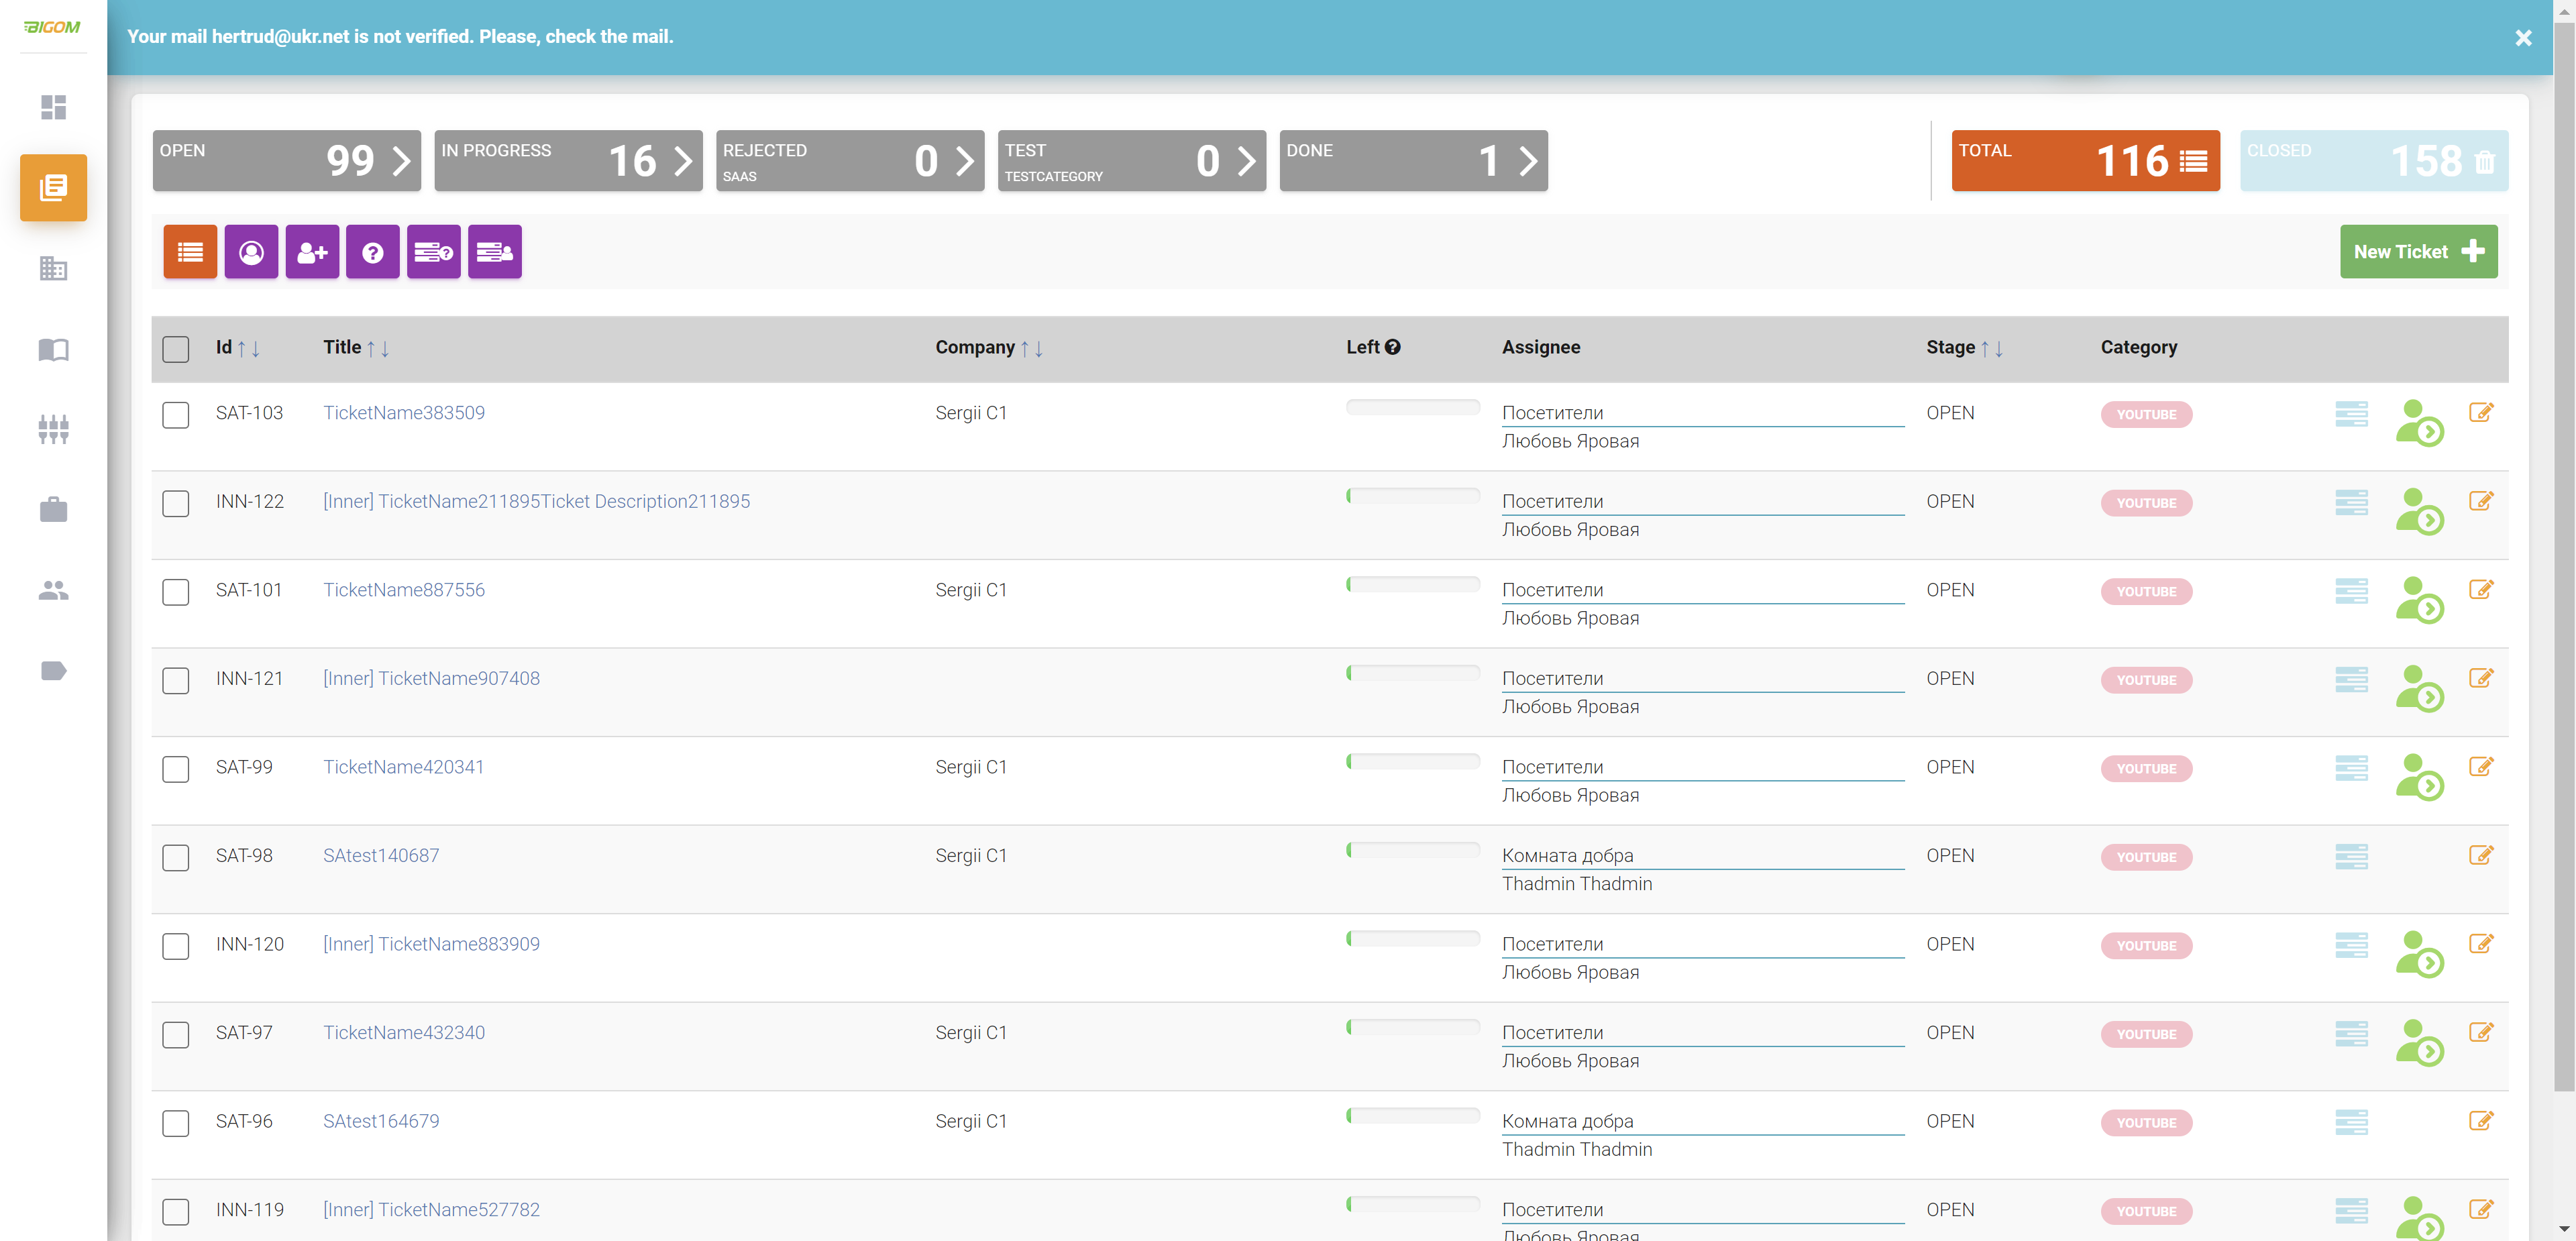 BIGOM
Your mail hertrud@ukr.net is not verified. Please, check the mail.
OPEN 99
IN PROGRESS 16
REJECTED 0
SAAS
TEST 0
TESTCATEGORY
DONE 1
TOTAL 116
CLOSED 158
New Ticket
Id Title Company Left Assignee Stage Category
SAT-103 TicketName383509 Sergii C1 Посетители OPEN YOUTUBE
Любовь Яровая
INN-122 [Inner] TicketName211895Ticket Description211895 Посетители OPEN YOUTUBE
Любовь Яровая
SAT-101 TicketName887556 Sergii C1 Посетители OPEN YOUTUBE
Любовь Яровая
INN-121 [Inner] TicketName907408 Посетители OPEN YOUTUBE
Любовь Яровая
SAT-99 TicketName420341 Sergii C1 Посетители OPEN YOUTUBE
Любовь Яровая
SAT-98 SAtest140687 Sergii C1 Комната добра OPEN YOUTUBE
Thadmin Thadmin
INN-120 [Inner] TicketName883909 Посетители OPEN YOUTUBE
Любовь Яровая
SAT-97 TicketName432340 Sergii C1 Посетители OPEN YOUTUBE
Любовь Яровая
SAT-96 SAtest164679 Sergii C1 Комната добра OPEN YOUTUBE
Thadmin Thadmin
INN-119 [Inner] TicketName527782 Посетители OPEN YOUTUBE
Любовь Яровая